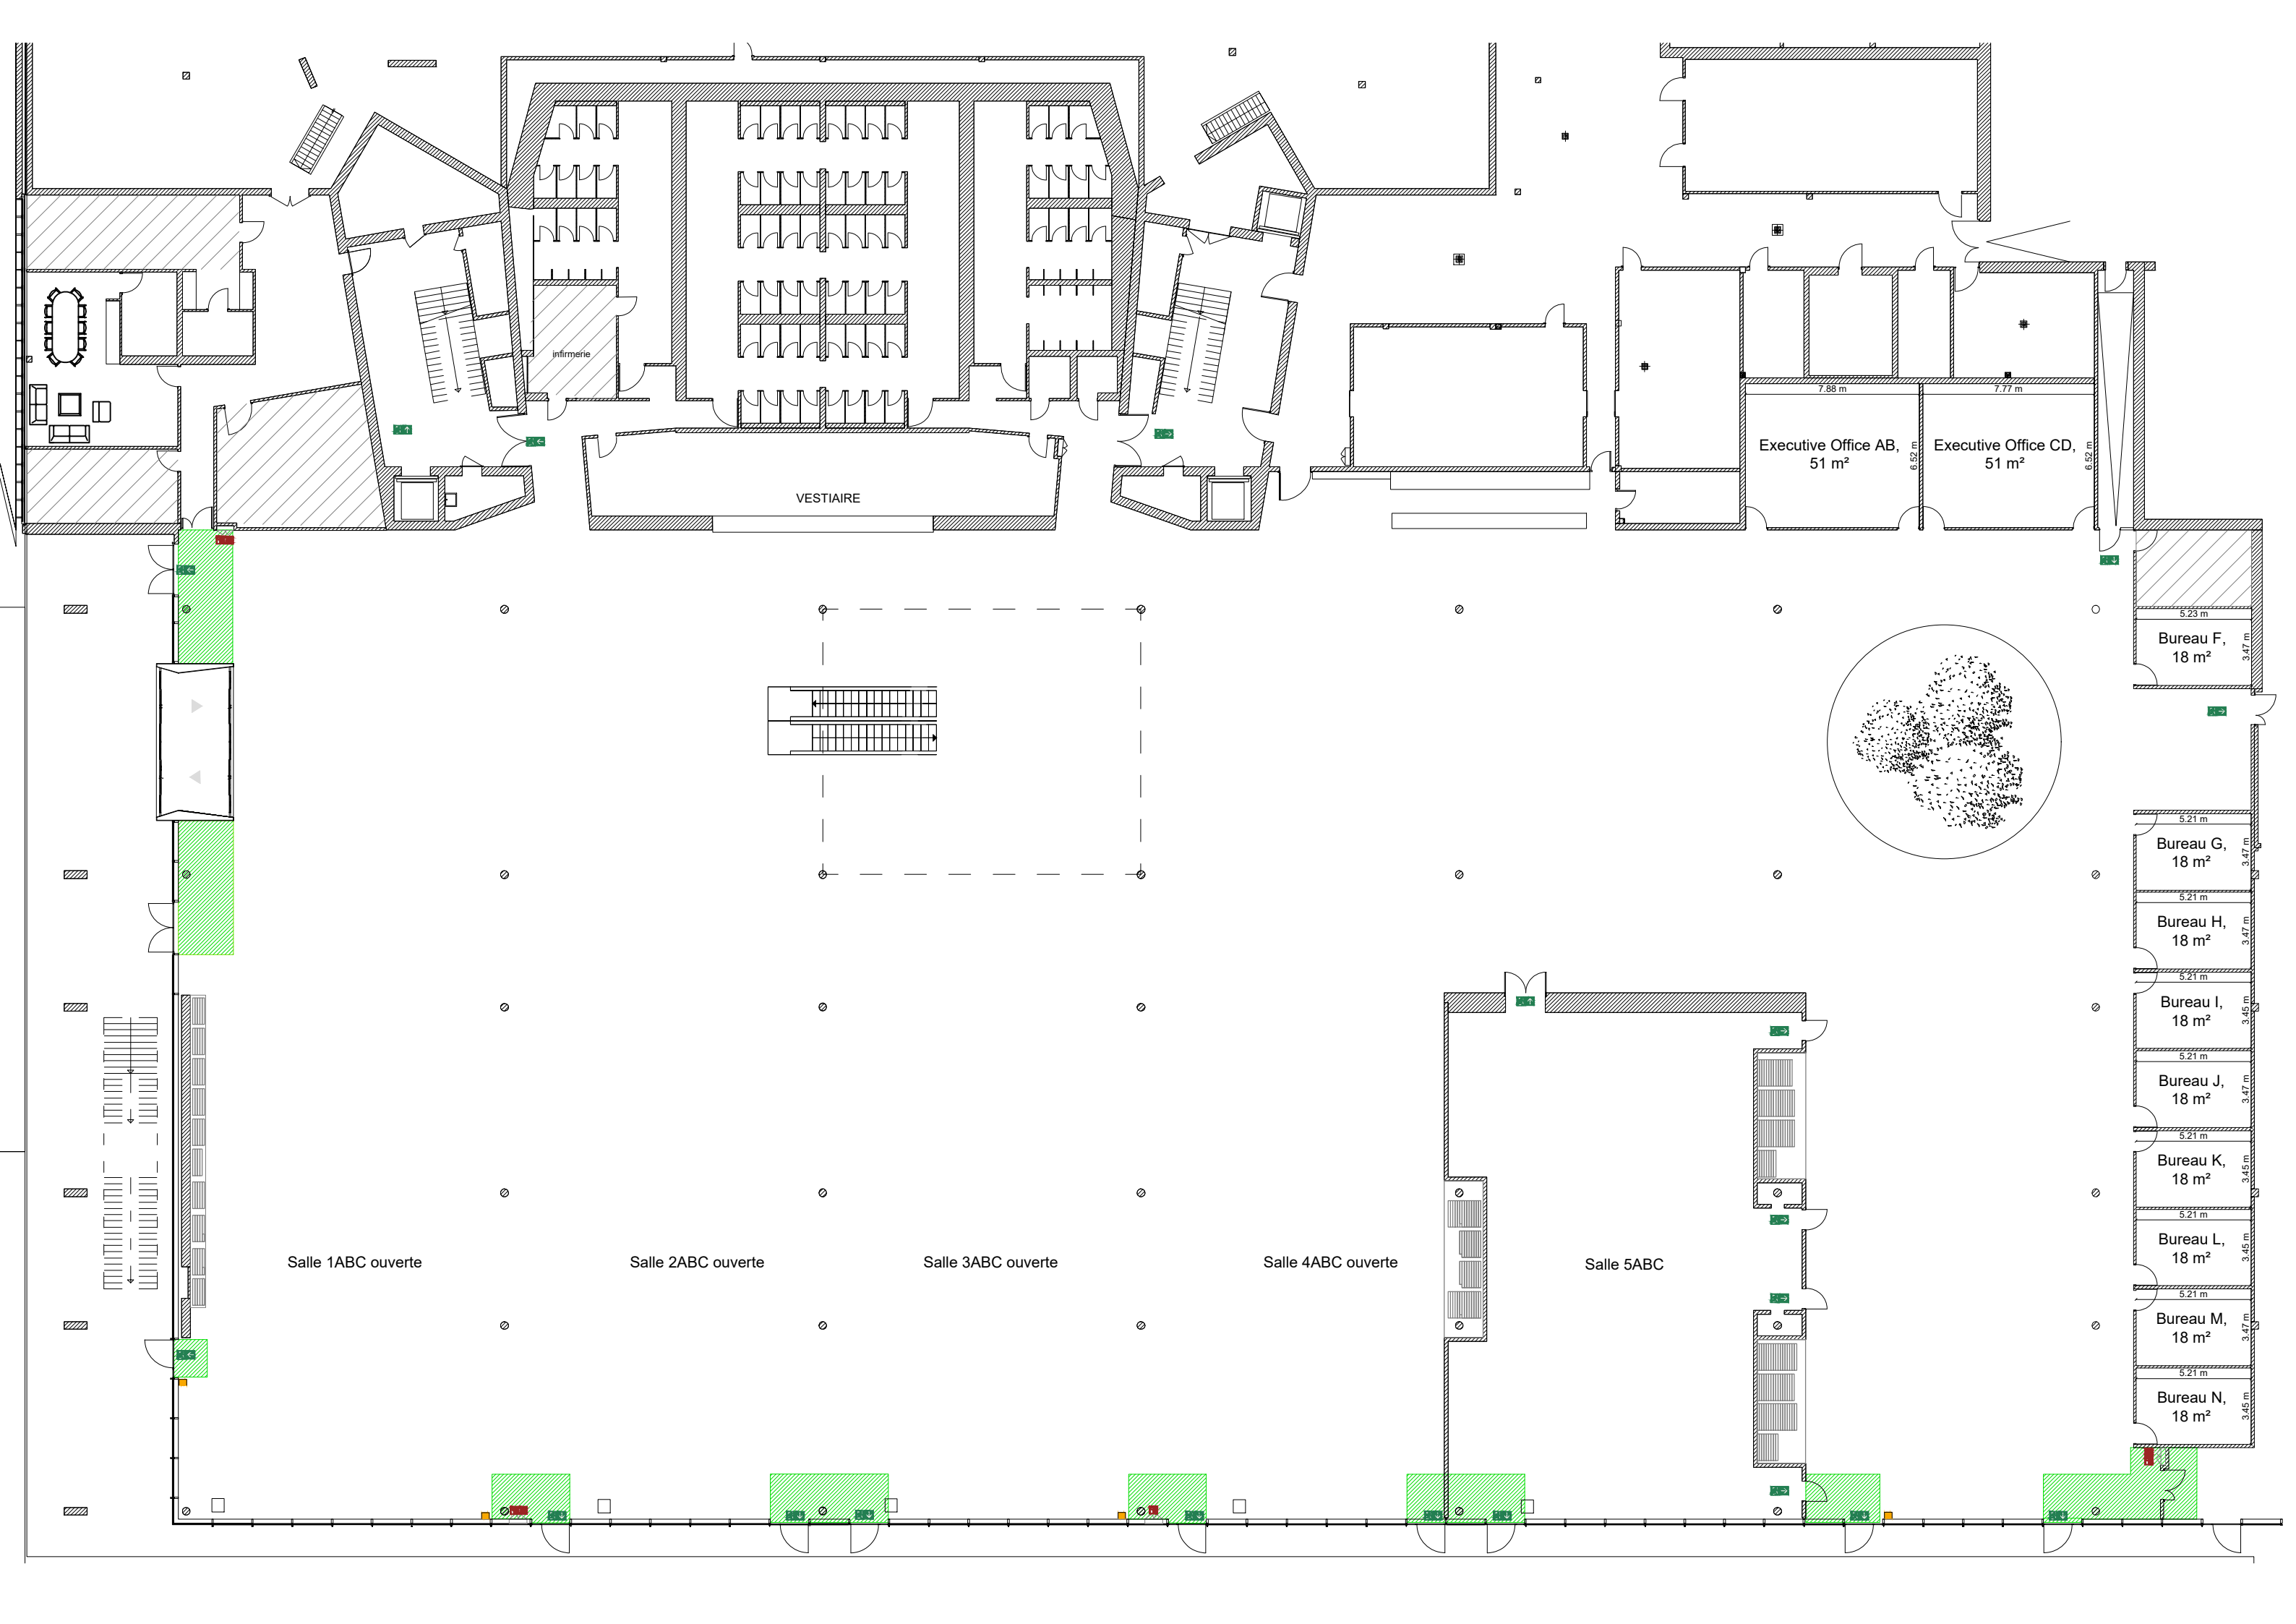 infirmerie
7.88 m
7.77 m
Executive Office AB,
51 m²
6.52 m
Executive Office CD,
51 m²
6.52 m
VESTIAIRE
5.23 m
Bureau F,
18 m²
3.47 m
5.21 m
Bureau G,
18 m²
3.47 m
5.21 m
Bureau H,
18 m²
3.47 m
5.21 m
Bureau I,
18 m²
3.45 m
5.21 m
Bureau J,
18 m²
3.47 m
5.21 m
Bureau K,
18 m²
3.45 m
5.21 m
Bureau L,
18 m²
3.45 m
5.21 m
Bureau M,
18 m²
3.47 m
5.21 m
Bureau N,
18 m²
3.45 m
Salle 1ABC ouverte
Salle 2ABC ouverte
Salle 3ABC ouverte
Salle 4ABC ouverte
Salle 5ABC